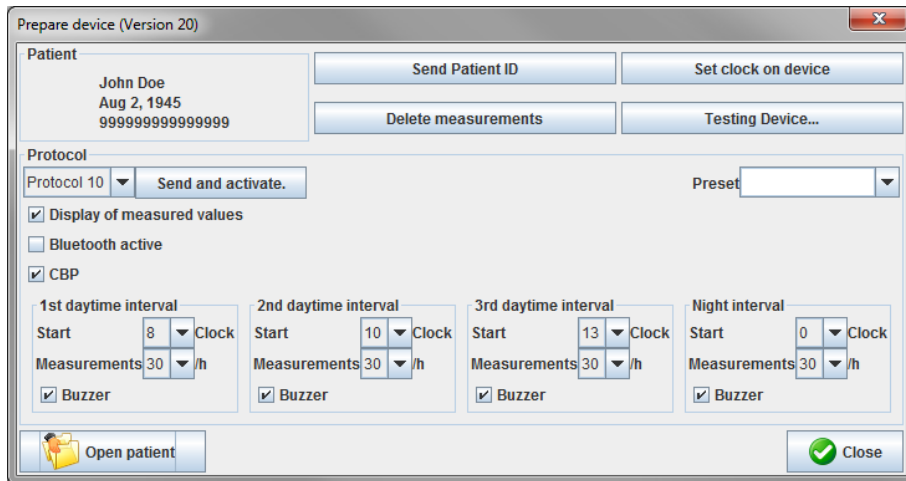 Prepare device (Version 20)
Patient
John Doe
Aug 2, 1945
999999999999999
Send Patient ID
Set clock on device
Delete measurements
Testing Device...
Protocol
Protocol 10
Send and activate.
Preset
Display of measured values
Bluetooth active
CBP
1st daytime interval
Start 8 Clock
Measurements 30 /h
Buzzer
2nd daytime interval
Start 10 Clock
Measurements 30 /h
Buzzer
3rd daytime interval
Start 13 Clock
Measurements 30 /h
Buzzer
Night interval
Start 0 Clock
Measurements 30 /h
Buzzer
Open patient
Close